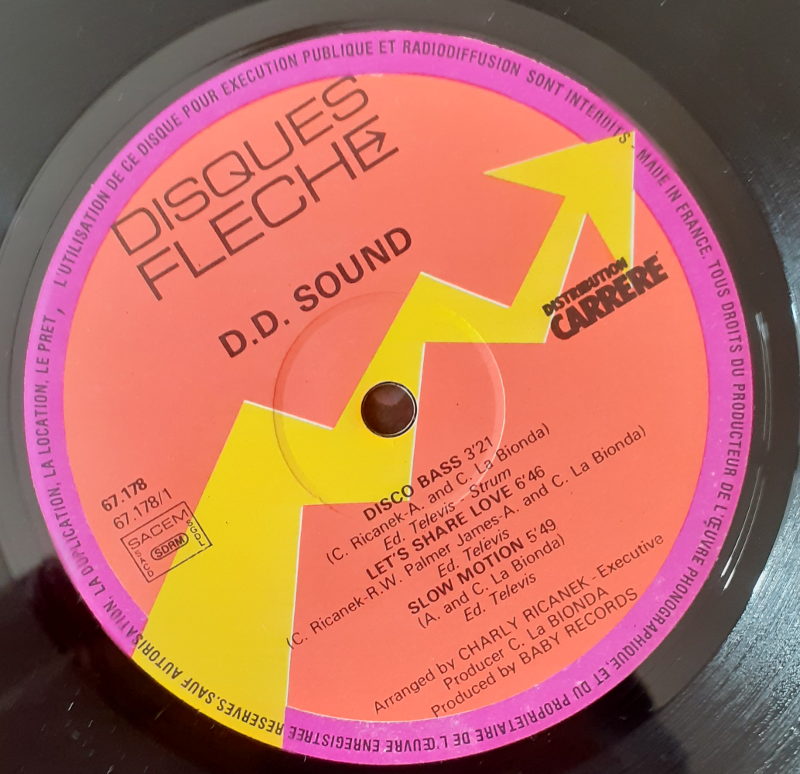 DISQUES
FLECHE
D.D. SOUND
DISTRIBUTION
CARRERE
67.178
67.178/1
SACEM
SACD
SDRM
SGDL
DISCO BASS 3'21
(C. Ricanek-A. and C. La Bionda)
Ed. Televis - Strum
LET'S SHARE LOVE 6'46
(C. Ricanek-R.W. Palmer James-A. and C. La Bionda)
Ed. Televis
SLOW MOTION 5'49
(A. and C. La Bionda)
Ed. Televis
Arranged by CHARLY RICANEK - Executive
Producer C. La BIONDA
Produced by BABY RECORDS
MADE IN FRANCE. TOUS DROITS DU PRODUCTEUR DE L'ŒUVRE PHONOGRAPHIQUE, ET DU PROPRIETAIRE DE L'ŒUVRE ENREGISTREE RESERVES. SAUF AUTORISATION, LA DUPLICATION, LA LOCATION, LE PRET, L'UTILISATION DE CE DISQUE POUR EXECUTION PUBLIQUE ET RADIODIFFUSION SONT INTERDITS -